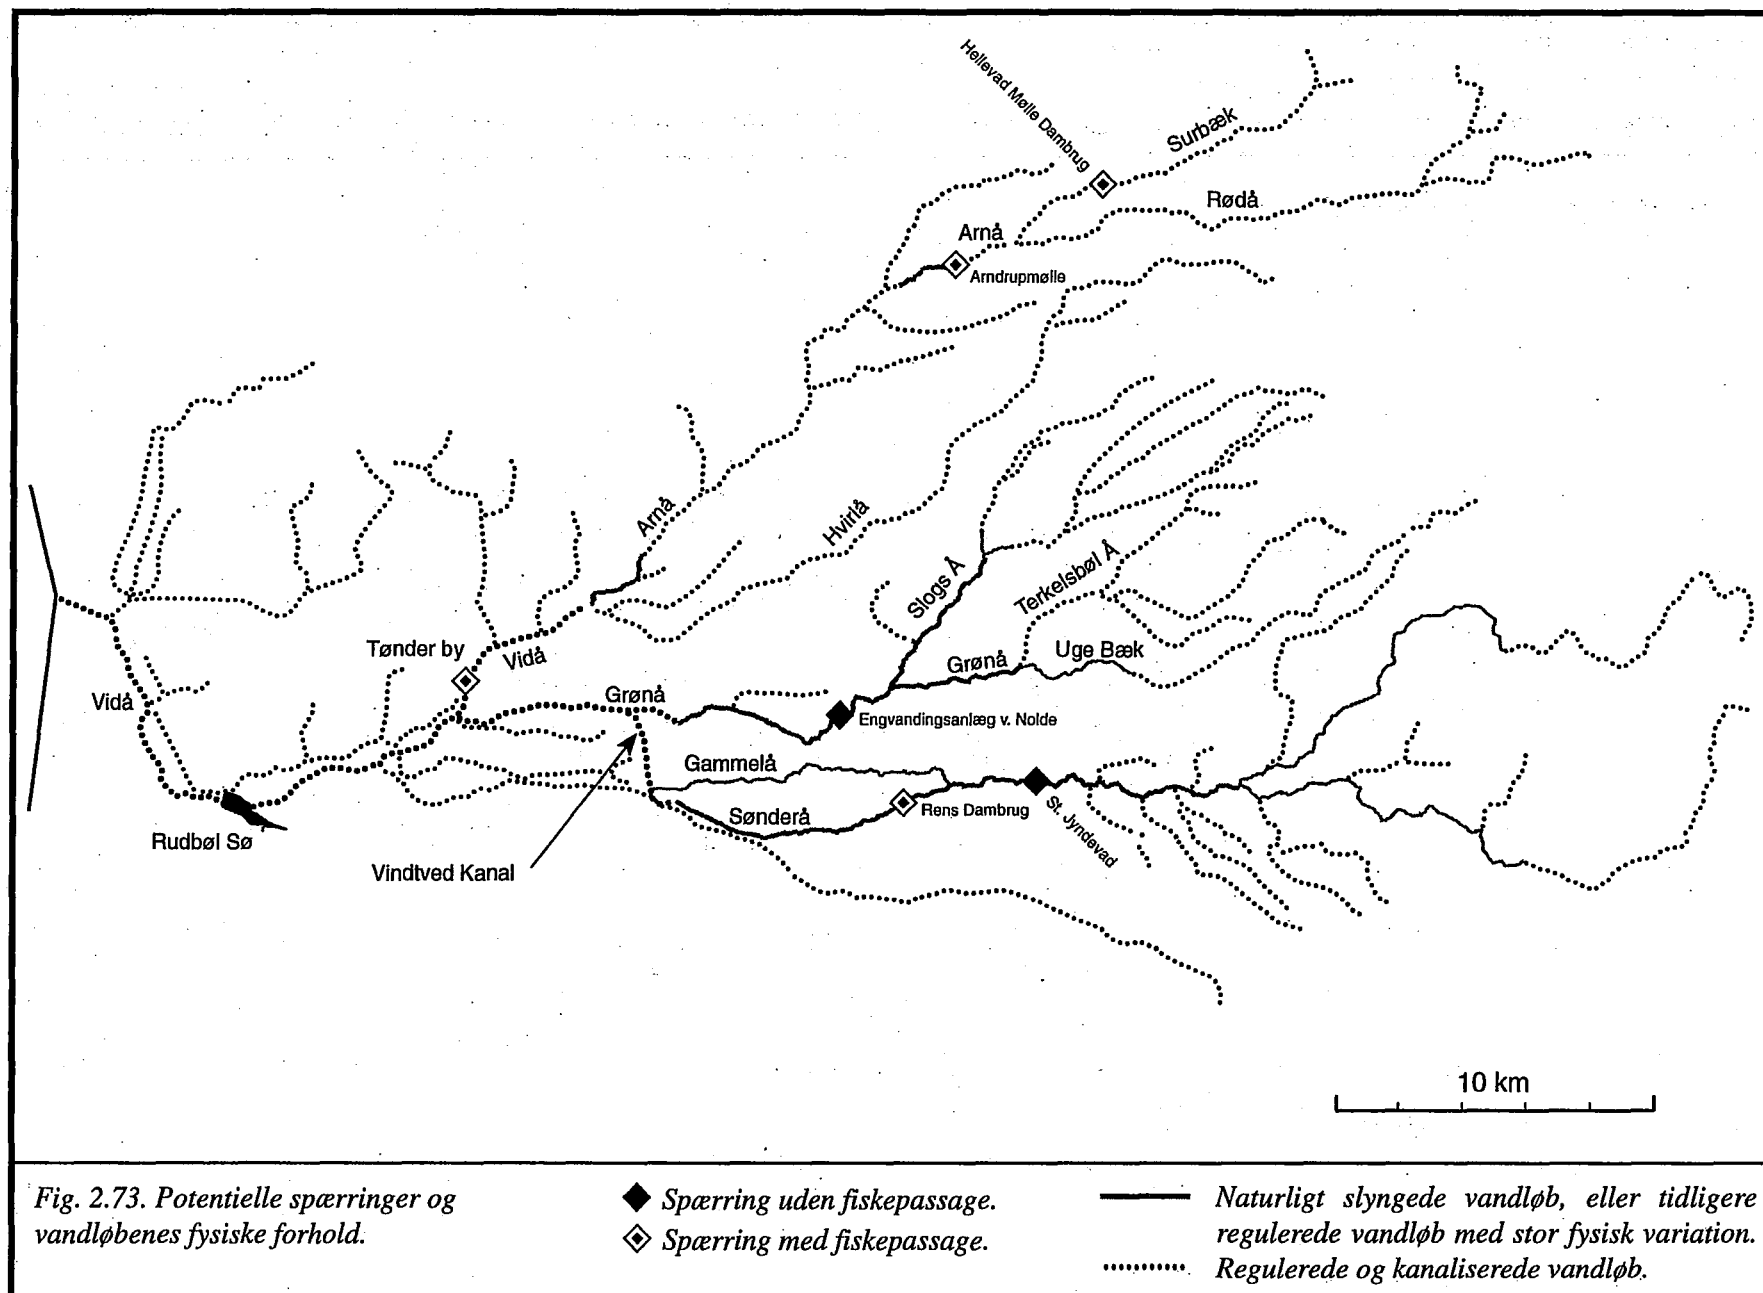 Hellevad Mølle Dambrug
Surbæk
Rødå
Arnå
Arndrupmølle
Arnå
Hvirlå
Slogs Å
Terkelsbøl Å
Tønder by
Vidå
Grønå
Uge Bæk
Vidå
Grønå
Engvandingsanlæg v. Nolde
Gammelå
Sønderå
Rens Dambrug
St. Jyndevad
Rudbøl Sø
Vindtved Kanal
10 km
Fig. 2.73. Potentielle spærringer og
vandløbenes fysiske forhold.
Spærring uden fiskepassage.
Spærring med fiskepassage.
Naturligt slyngede vandløb, eller tidligere
regulerede vandløb med stor fysisk variation.
Regulerede og kanaliserede vandløb.